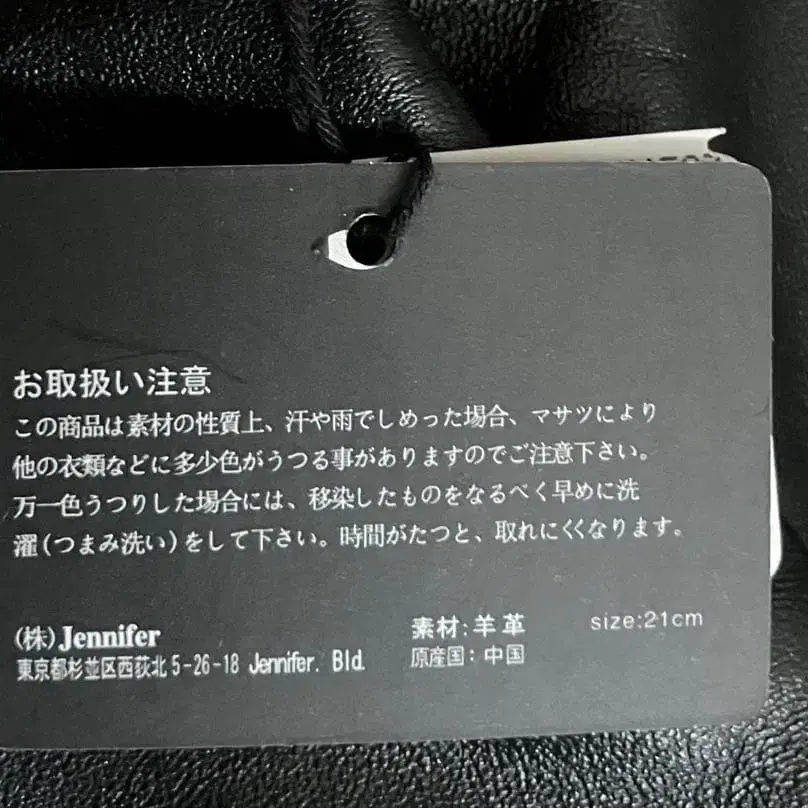 お取扱い注意
この商品は素材の性質上、汗や雨でしめった場合、マサツにより
他の衣類などに多少色がうつる事がありますのでご注意下さい。
万一色うつりした場合には、移染したものをなるべく早めに洗
濯(つまみ洗い)をして下さい。時間がたつと、取れにくくなります。
(株)Jennifer
東京都杉並区西荻北5-26-18 Jennifer. Bld.
素材:羊革
原産国:中国
size:21cm